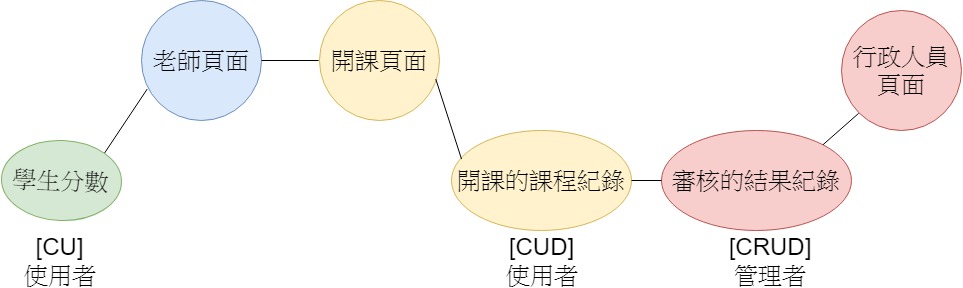 老師頁面
開課頁面
行政人員
頁面
學生分數
開課的課程紀錄
審核的結果紀錄
[CU]
使用者
[CUD]
使用者
[CRUD]
管理者